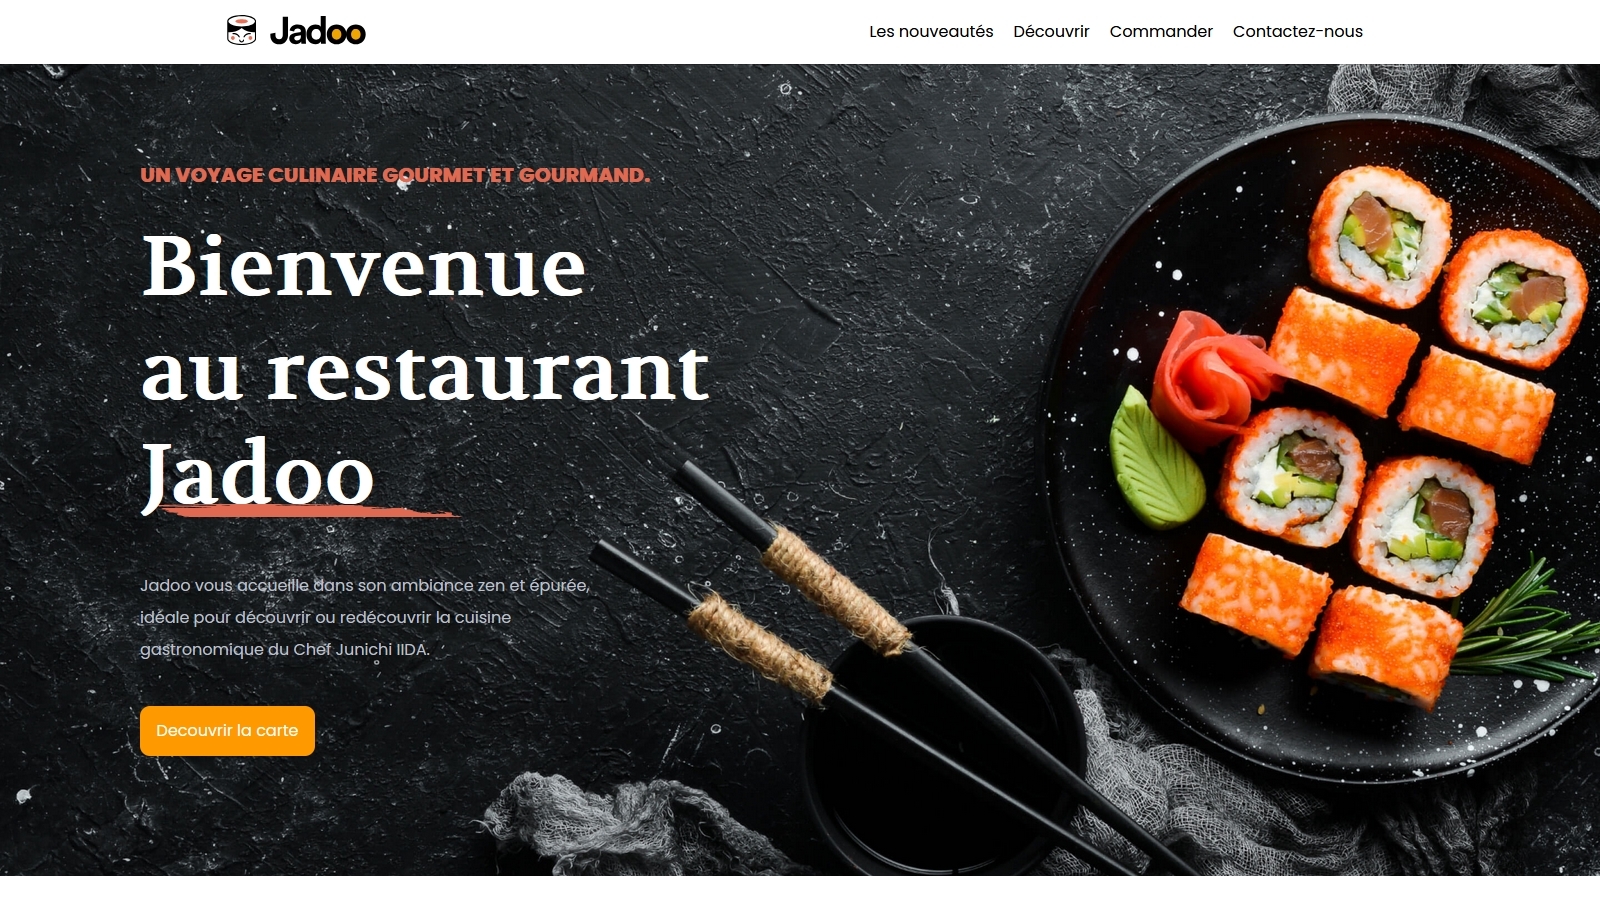 Jadoo
Les nouveautés Découvrir Commander Contactez-nous
UN VOYAGE CULINAIRE GOURMET ET GOURMAND.
Bienvenue
au restaurant
Jadoo
Jadoo vous accueille dans son ambiance zen et épurée,
idéale pour découvrir ou redécouvrir la cuisine
gastronomique du Chef Junichi IIDA.
Decouvrir la carte